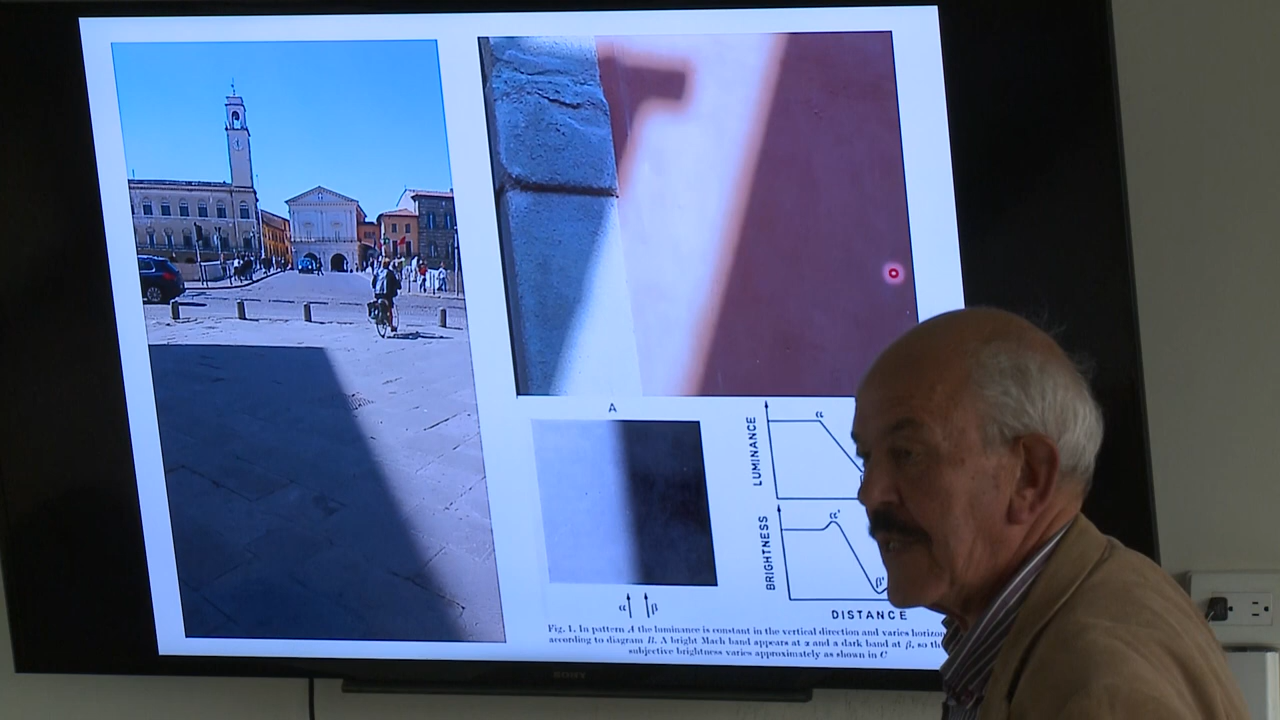 A
LUMINANCE
α
BRIGHTNESS
α'
β'
α β
DISTANCE
Fig. 1. In pattern A the luminance is constant in the vertical direction and varies
according to diagram B. A bright Mach band appears at α and a dark band at β, so
subjective brightness varies approximately as shown in C
SONY